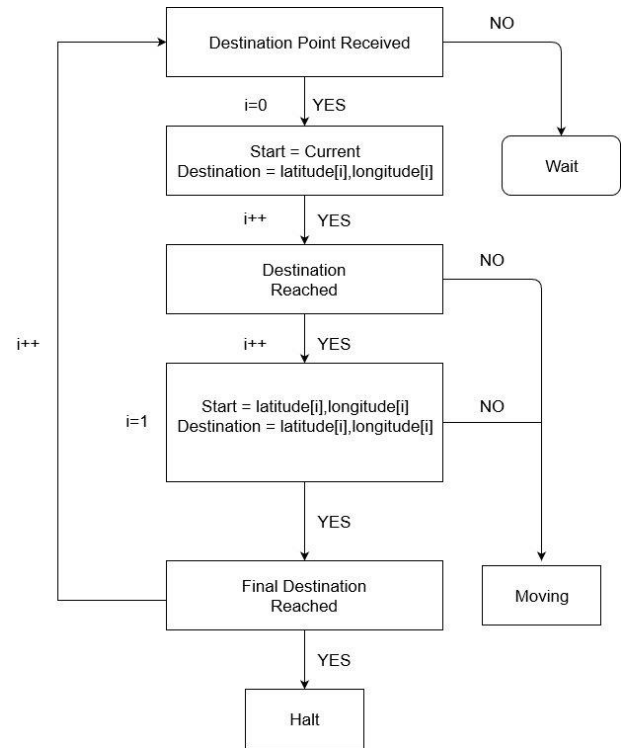 Destination Point Received
NO
i=0
YES
Wait
Start = Current
Destination = latitude[i],longitude[i]
i++
YES
Destination
Reached
NO
i++
i++
YES
i=1
Start = latitude[i],longitude[i]
Destination = latitude[i],longitude[i]
NO
YES
Final Destination
Reached
Moving
YES
Halt